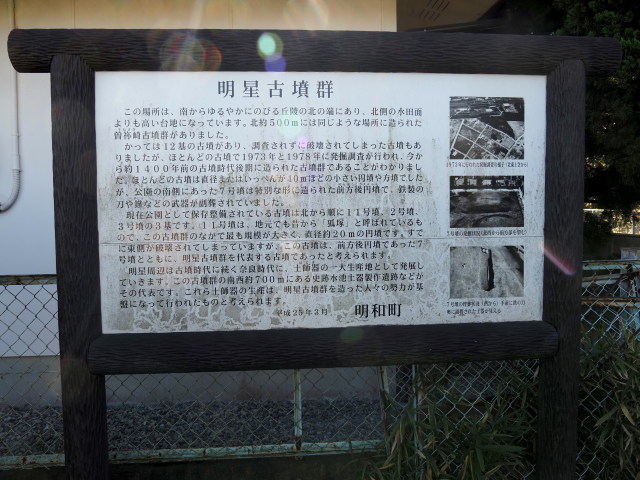 明星古墳群
この場所は、南からゆるやかにのびる丘陵の北の端にあり、北側の水田面
よりも高い台地になっています。北約500mには同じような場所に造られた
古墳群がありました。
かつては12基の古墳があり、調査されずに破壊されてしまった古墳もあ
りましたが、ほとんどの古墳で1973年と1978年に発掘調査が行われ、今か
ら約1400年前の古墳時代後期に造られた古墳群であることがわかりまし
た。ほとんどの古墳は直径または一ぺんが10mほどの小さい円墳や方墳でした
が、公園の南側にあった7号墳は特別な形に造られた前方後円墳で、鉄製の
刀や鏃などの武器が副葬されていました。
現在公園として保存整備されている古墳は北から順に11号墳、2号墳、
3号墳の3基です。11号墳は、地元でも昔から「狐塚」と呼ばれているも
ので、この古墳群のなかで最も規模が大きく、直径約20mの円墳です。すで
に東側が破壊されてしまっていますが、この古墳は、前方後円墳であった7
号墳とともに、明星古墳群を代表する古墳であったと考えられます。
明星周辺は古墳時代に続く奈良時代に、土師器の一大生産地として発展し
ていきます。この古墳群の南西約700mにある史跡水池土器製作遺跡などが
その代表です。これら土師器の生産は、明星古墳群を造った人々の勢力が基
盤になって行われたものと考えられます。
平成25年3月
明和町